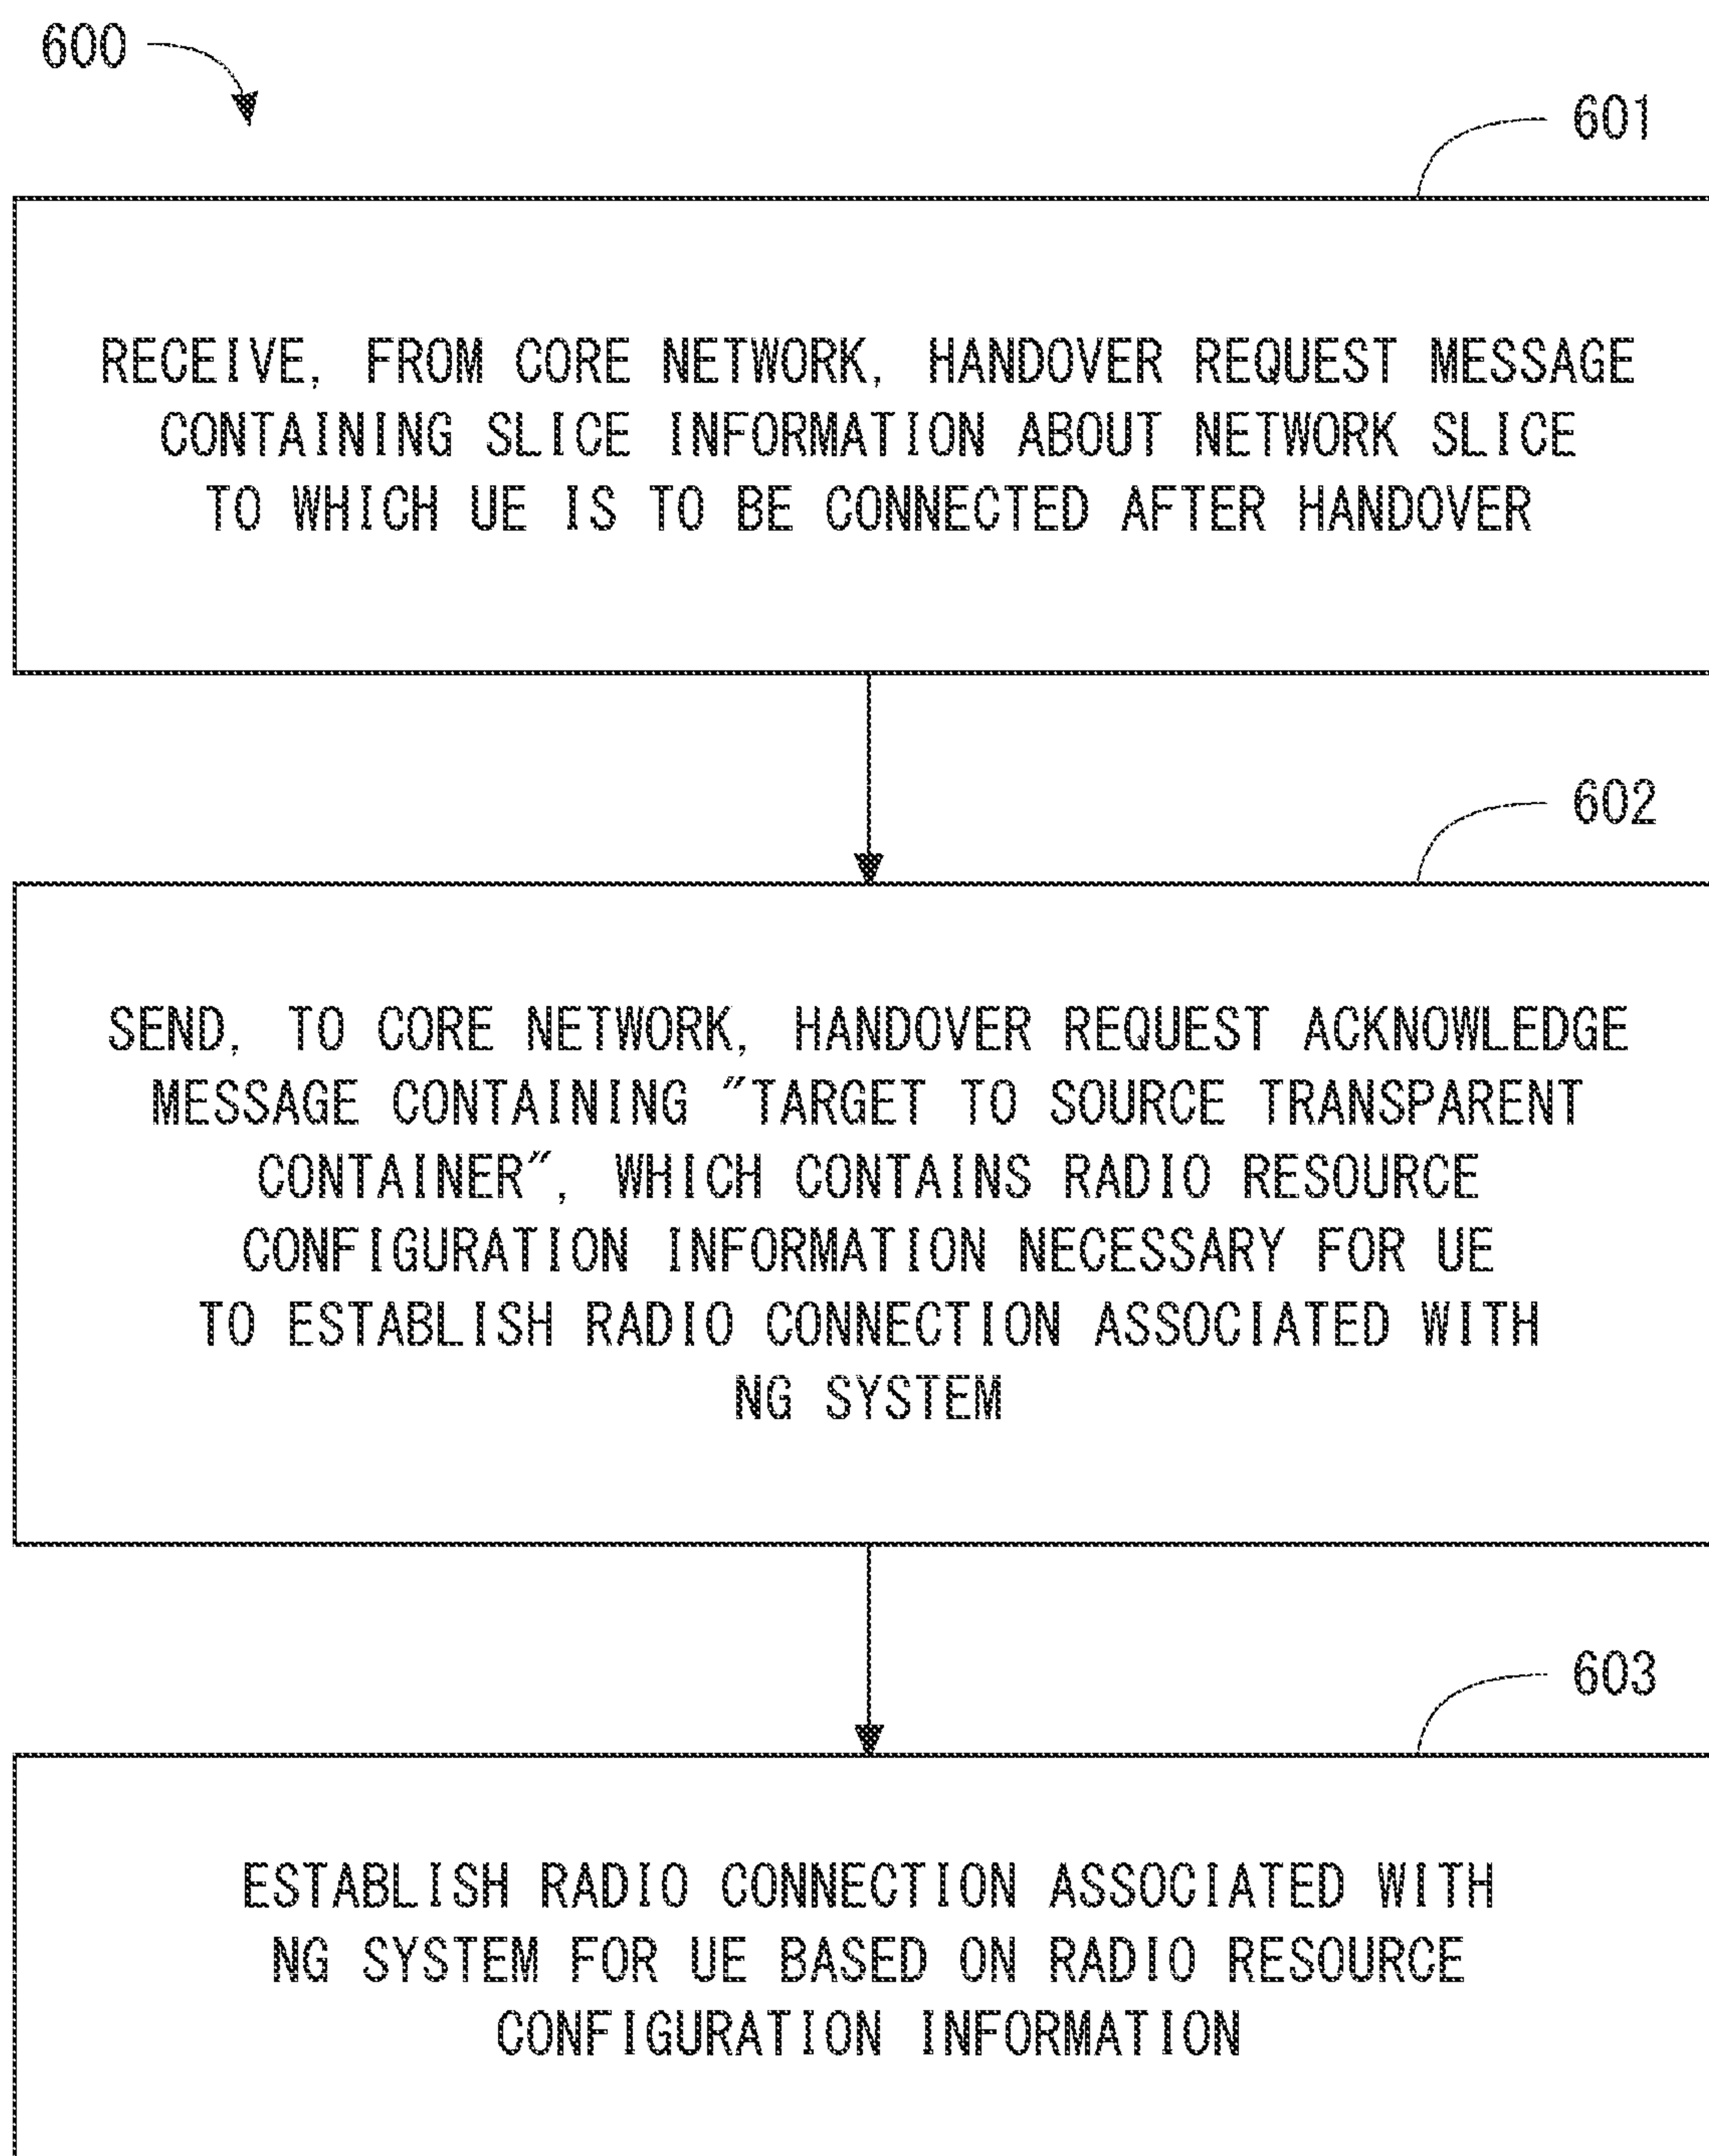 600
601
RECEIVE, FROM CORE NETWORK, HANDOVER REQUEST MESSAGE
CONTAINING SLICE INFORMATION ABOUT NETWORK SLICE
TO WHICH UE IS TO BE CONNECTED AFTER HANDOVER
602
SEND, TO CORE NETWORK, HANDOVER REQUEST ACKNOWLEDGE
MESSAGE CONTAINING "TARGET TO SOURCE TRANSPARENT
CONTAINER", WHICH CONTAINS RADIO RESOURCE
CONFIGURATION INFORMATION NECESSARY FOR UE
TO ESTABLISH RADIO CONNECTION ASSOCIATED WITH
NG SYSTEM
603
ESTABLISH RADIO CONNECTION ASSOCIATED WITH
NG SYSTEM FOR UE BASED ON RADIO RESOURCE
CONFIGURATION INFORMATION